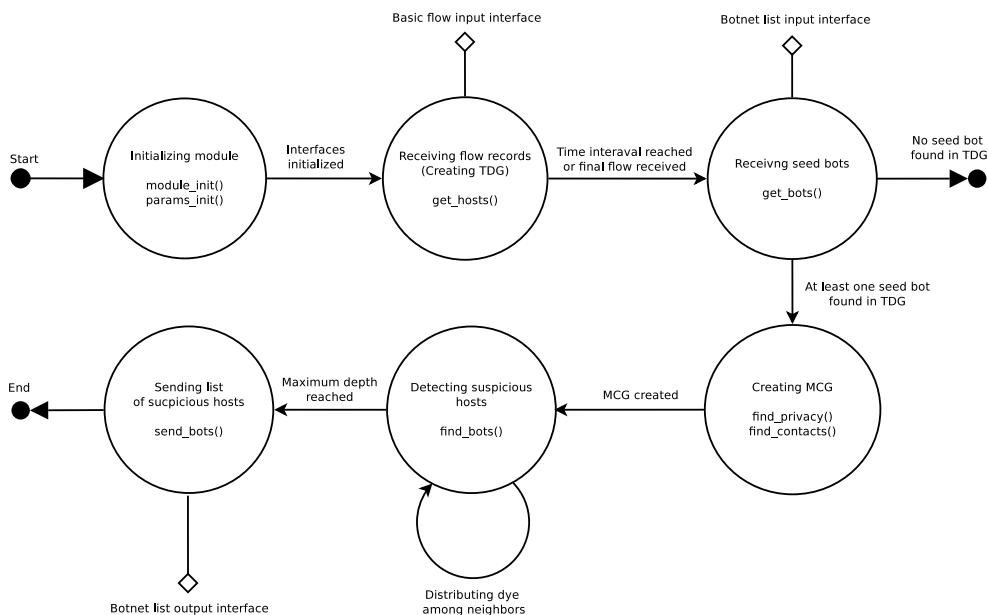 Basic flow input interface
Botnet list input interface
Start
Initializing module
module_init()
params_init()
Interfaces
initialized
Receiving flow records
(Creating TDG)
get_hosts()
Time interaval reached
or final flow received
Receivng seed bots
get_bots()
No seed bot
found in TDG
At least one seed bot
found in TDG
End
Sending list
of sucpicious hosts
send_bots()
Maximum depth
reached
Detecting suspicious
hosts
find_bots()
MCG created
Creating MCG
find_privacy()
find_contacts()
Distributing dye
among neighbors
Botnet list output interface